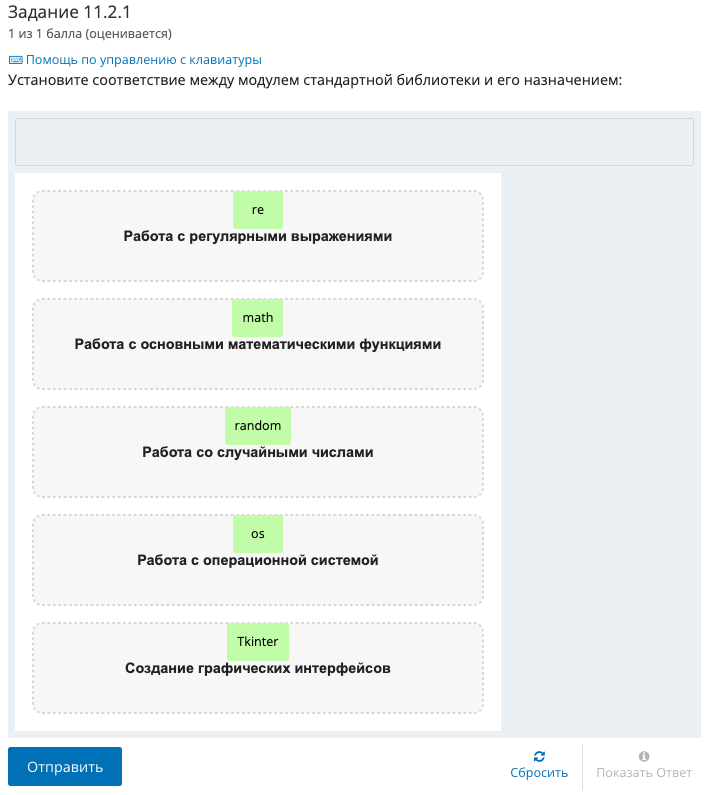 Задание 11.2.1
1 из 1 балла (оценивается)
Помощь по управлению с клавиатуры
Установите соответствие между модулем стандартной библиотеки и его назначением:
re
Работа с регулярными выражениями
math
Работа с основными математическими функциями
random
Работа со случайными числами
os
Работа с операционной системой
Tkinter
Создание графических интерфейсов
Отправить
Сбросить
Показать Ответ